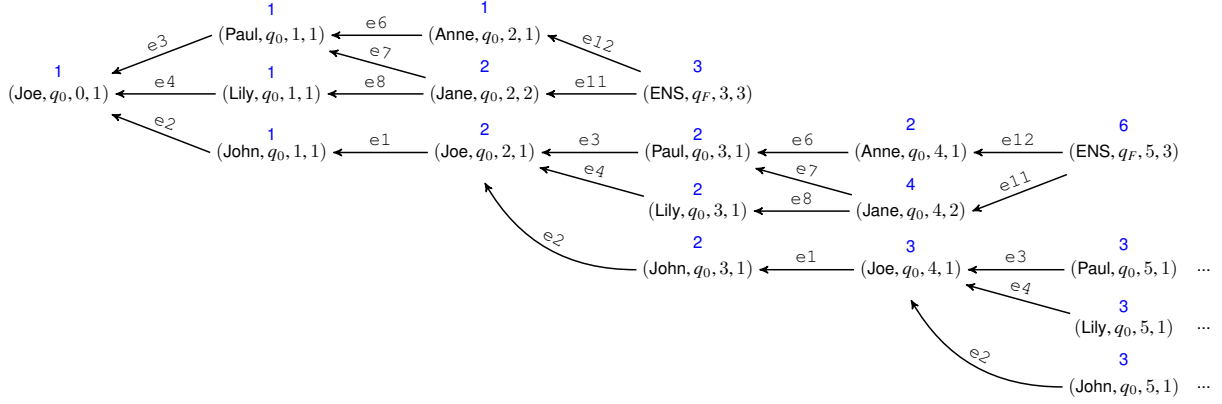 1 1
(Paul, q₀, 1, 1) e6 (Anne, q₀, 2, 1)
e3 e7 e12
1 1 2 3
(Joe, q₀, 0, 1) e4 (Lily, q₀, 1, 1) e8 (Jane, q₀, 2, 2) e11 (ENS, q_F, 3, 3)
e2
1 2 2 2 6
(John, q₀, 1, 1) e1 (Joe, q₀, 2, 1) e3 (Paul, q₀, 3, 1) e6 (Anne, q₀, 4, 1) e12 (ENS, q_F, 5, 3)
e4 e7 e11
2 4
(Lily, q₀, 3, 1) e8 (Jane, q₀, 4, 2)
e2
2 3 3
(John, q₀, 3, 1) e1 (Joe, q₀, 4, 1) e3 (Paul, q₀, 5, 1) ...
e4
3
(Lily, q₀, 5, 1) ...
e2
3
(John, q₀, 5, 1) ...